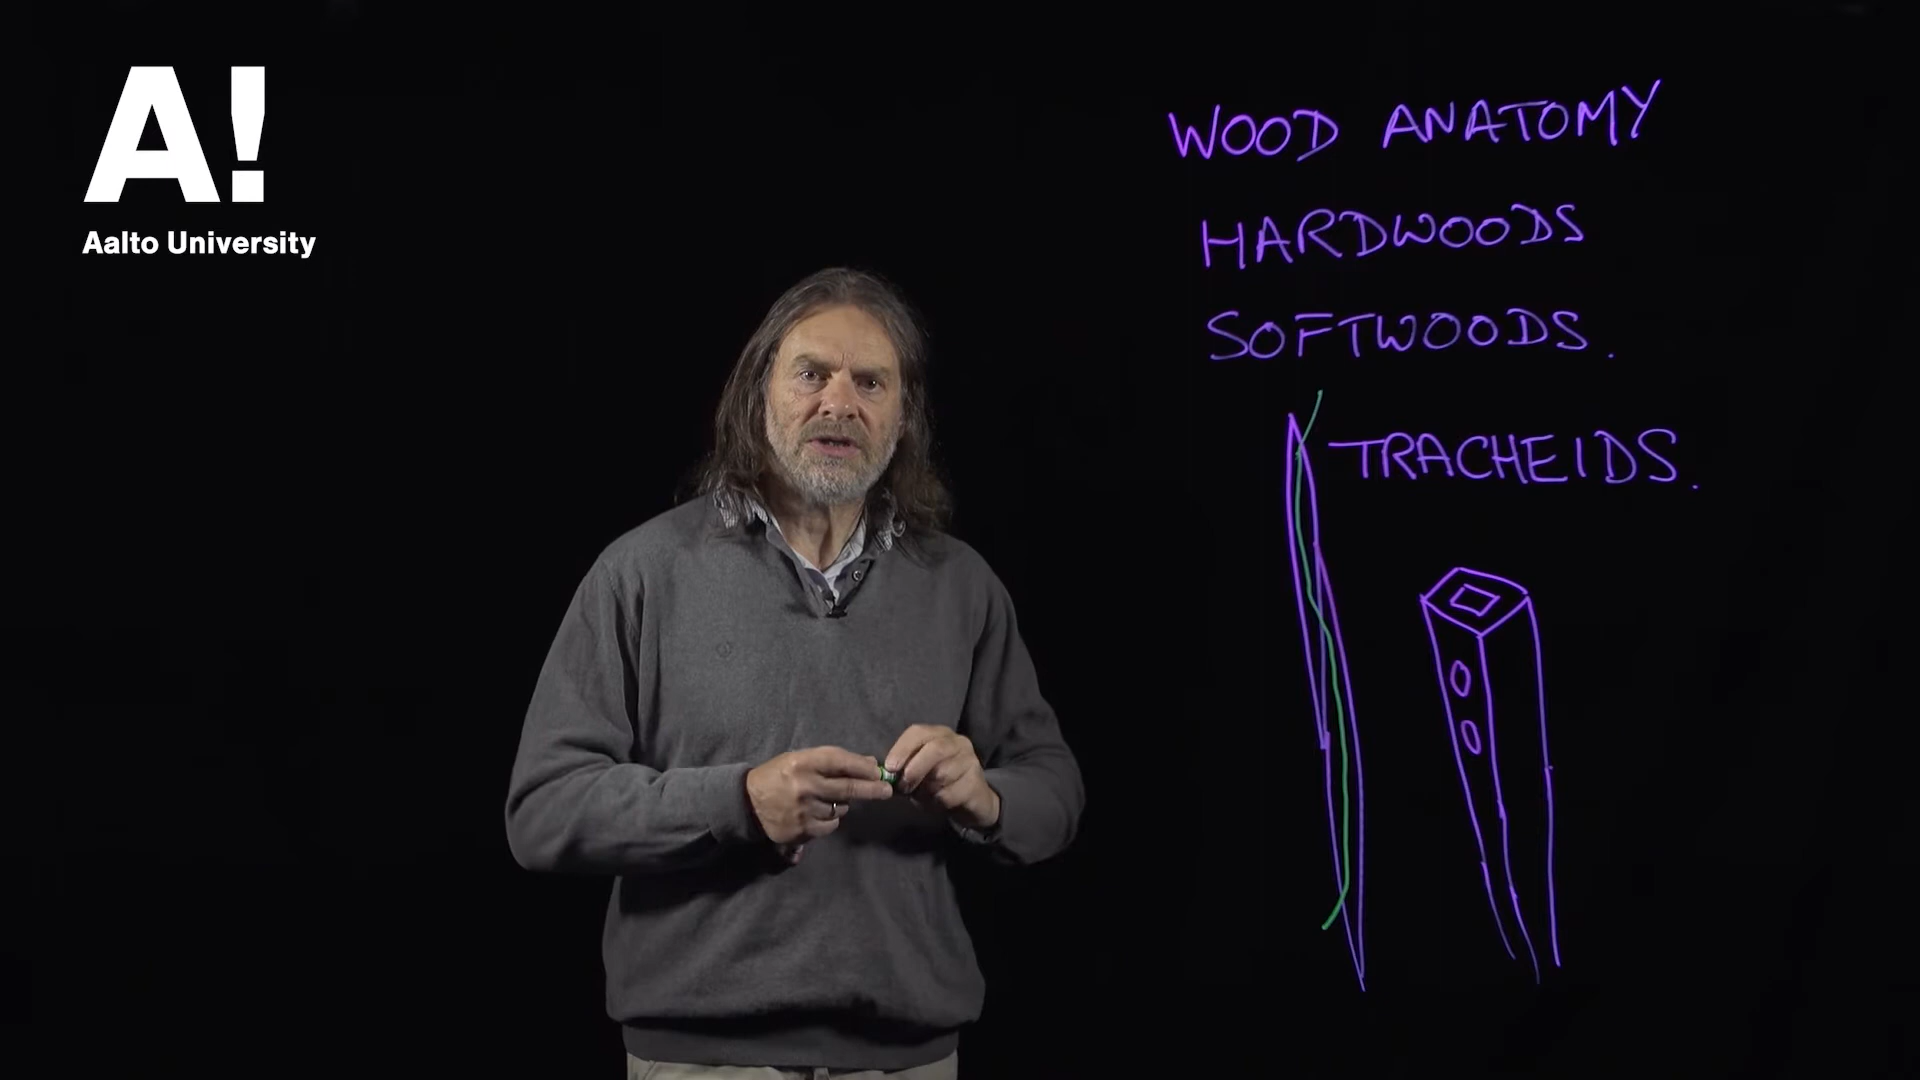 A!
Aalto University
WOOD ANATOMY
HARDWOODS
SOFTWOODS.
TRACHEIDS.